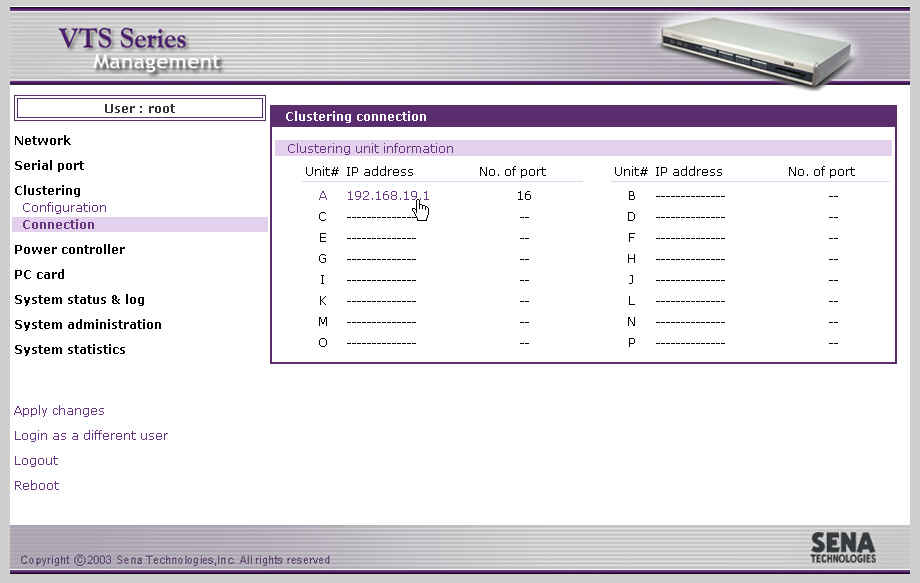 VTS Series
Management
User : root
Network
Serial port
Clustering
Configuration
Connection
Power controller
PC card
System status & log
System administration
System statistics
Apply changes
Login as a different user
Logout
Reboot
Clustering connection
Clustering unit information
Unit# IP address No. of port Unit# IP address No. of port
A 192.168.19.1 16 B -------------- --
C -------------- -- D -------------- --
E -------------- -- F -------------- --
G -------------- -- H -------------- --
I -------------- -- J -------------- --
K -------------- -- L -------------- --
M -------------- -- N -------------- --
O -------------- -- P -------------- --
Copyright ©2003 Sena Technologies,Inc. All rights reserved
SENA
TECHNOLOGIES